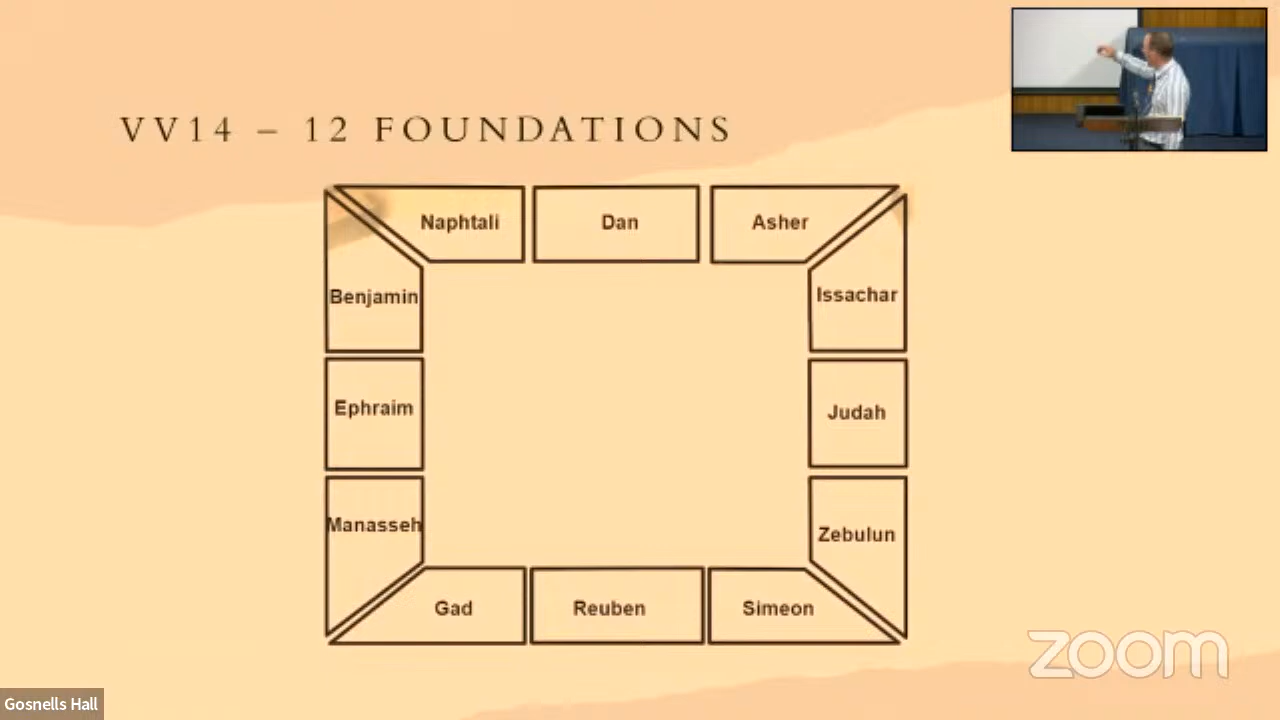 VV14 – 12 FOUNDATIONS
Naphtali Dan Asher
Benjamin Issachar
Ephraim Judah
Manasseh Zebulun
Gad Reuben Simeon
zoom
Gosnells Hall